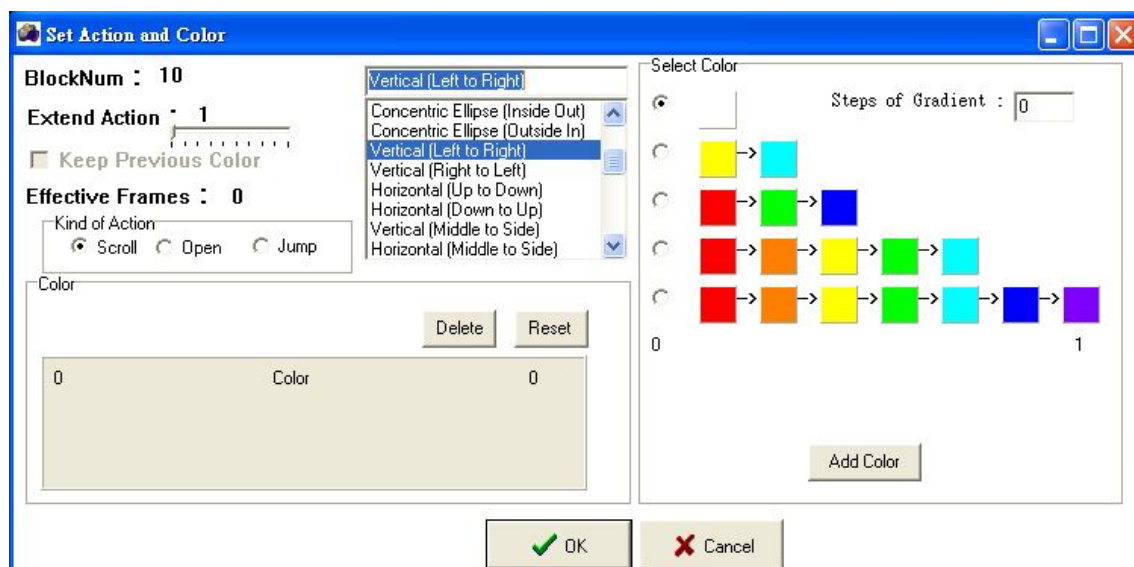 Set Action and Color
BlockNum : 10
Extend Action : 1
Keep Previous Color
Effective Frames : 0
Kind of Action
Scroll Open Jump
Vertical (Left to Right)
Concentric Ellipse (Inside Out)
Concentric Ellipse (Outside In)
Vertical (Left to Right)
Vertical (Right to Left)
Horizontal (Up to Down)
Horizontal (Down to Up)
Vertical (Middle to Side)
Horizontal (Middle to Side)
Color
Delete Reset
0 Color 0
Select Color
Steps of Gradient : 0
->
-> ->
-> -> -> ->
-> -> -> -> -> ->
0 1
Add Color
OK Cancel